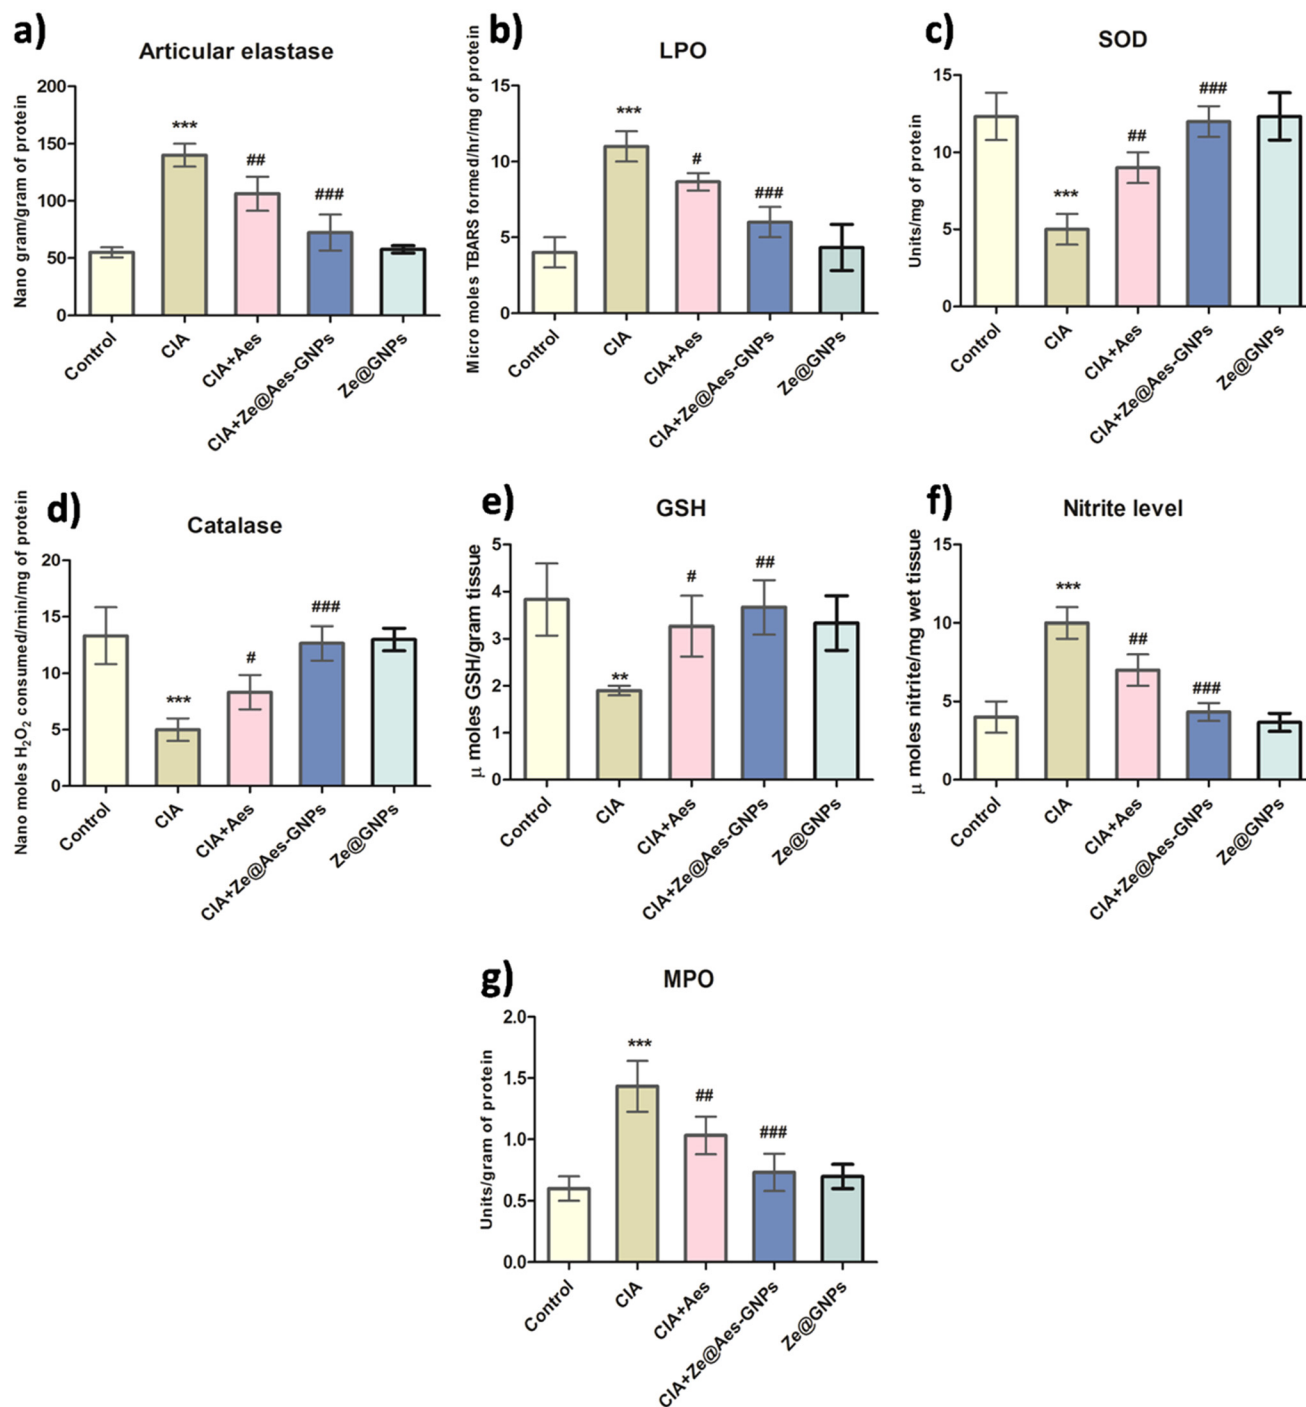 a)
Articular elastase
Nano gram/gram of protein
200
150
100
50
0
***
##
###
Control
CIA
CIA+Aes
CIA+Ze@Aes-GNPs
Ze@GNPs
b)
LPO
Micro moles TBARS formed/hr/mg of protein
15
10
5
0
***
#
###
Control
CIA
CIA+Aes
CIA+Ze@Aes-GNPs
Ze@GNPs
c)
SOD
Units/mg of protein
15
10
5
0
***
##
###
Control
CIA
CIA+Aes
CIA+Ze@Aes-GNPs
Ze@GNPs
d)
Catalase
Nano moles H₂O₂ consumed/min/mg of protein
20
15
10
5
0
***
#
###
Control
CIA
CIA+Aes
CIA+Ze@Aes-GNPs
Ze@GNPs
e)
GSH
μ moles GSH/gram tissue
5
4
3
2
1
0
**
#
##
Control
CIA
CIA+Aes
CIA+Ze@Aes-GNPs
Ze@GNPs
f)
Nitrite level
μ moles nitrite/mg wet tissue
15
10
5
0
***
##
###
Control
CIA
CIA+Aes
CIA+Ze@Aes-GNPs
Ze@GNPs
g)
MPO
Units/gram of protein
2.0
1.5
1.0
0.5
0.0
***
##
###
Control
CIA
CIA+Aes
CIA+Ze@Aes-GNPs
Ze@GNPs